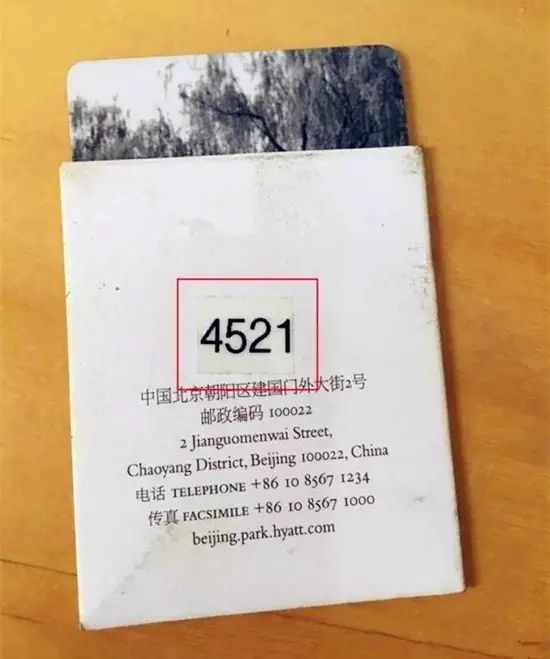 4521
中国北京朝阳区建国门外大街2号
邮政编码 100022
2 Jianguomenwai Street,
Chaoyang District, Beijing 100022, China
电话 TELEPHONE +86 10 8567 1234
传真 FACSIMILE +86 10 8567 1000
beijing.park.hyatt.com